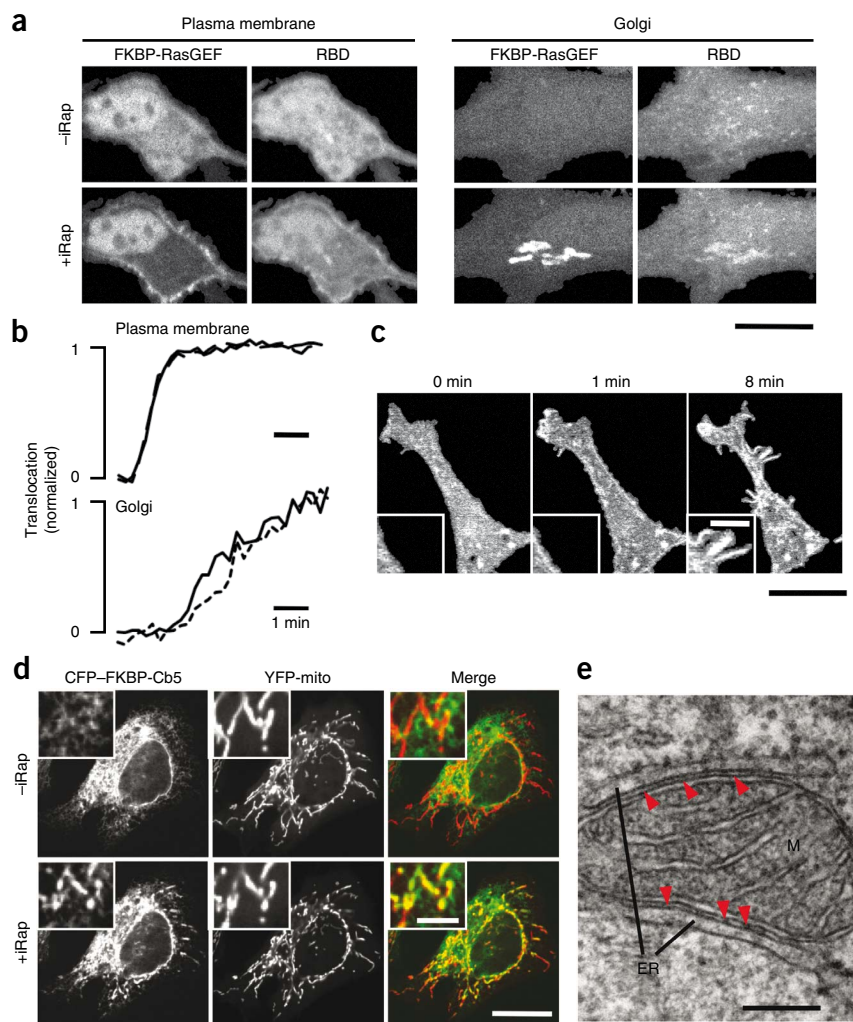 a
Plasma membrane
Golgi
FKBP-RasGEF
RBD
FKBP-RasGEF
RBD
–iRap
+iRap
b
Plasma membrane
1
0
Translocation
(normalized)
Golgi
1
0
1 min
c
0 min
1 min
8 min
d
CFP–FKBP-Cb5
YFP-mito
Merge
–iRap
+iRap
e
M
ER